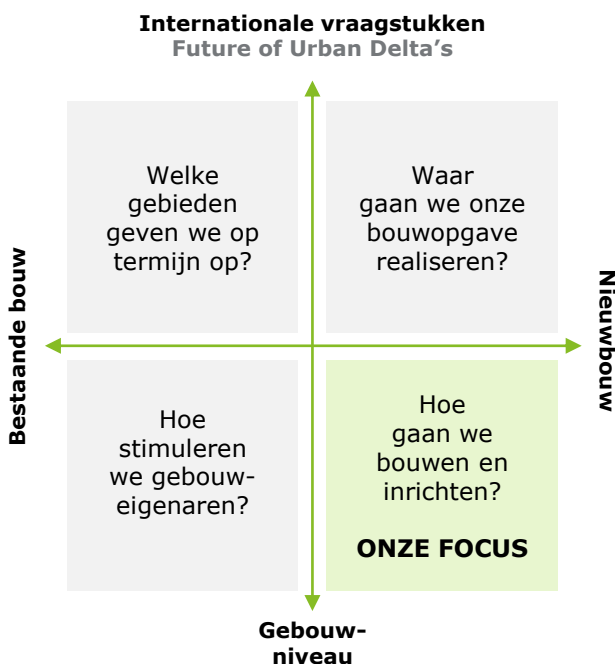 Internationale vraagstukken
Future of Urban Delta's
Welke
gebieden
geven we op
termijn op?
Waar
gaan we onze
bouwopgave
realiseren?
Bestaande bouw
Nieuwbouw
Hoe
stimuleren
we gebouw-
eigenaren?
Hoe
gaan we
bouwen en
inrichten?
ONZE FOCUS
Gebouw-
niveau